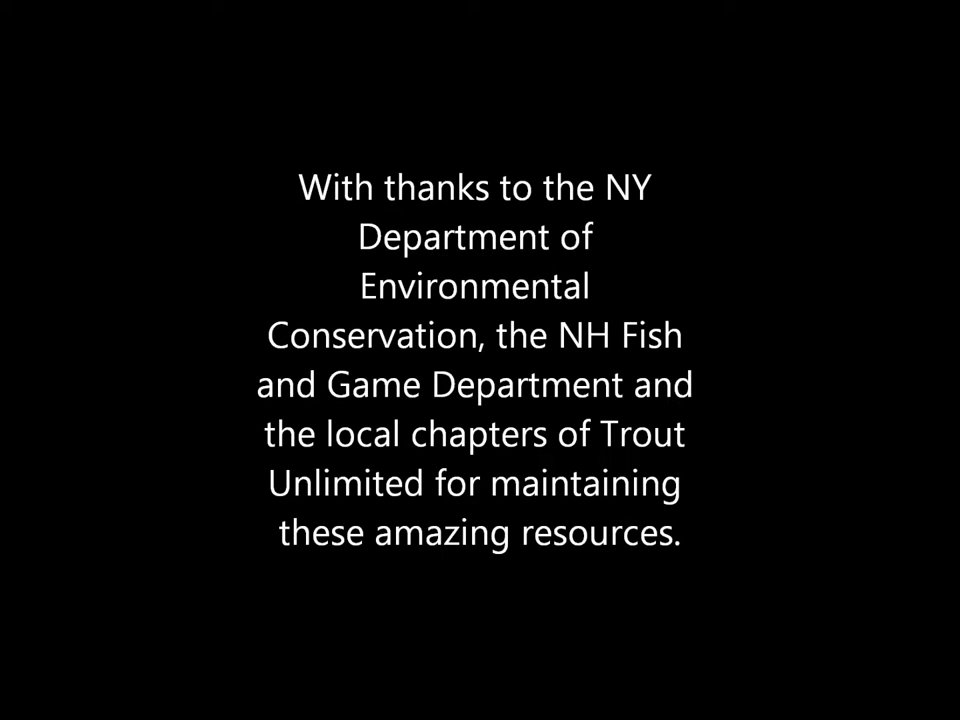 With thanks to the NY
Department of
Environmental
Conservation, the NH Fish
and Game Department and
the local chapters of Trout
Unlimited for maintaining
these amazing resources.